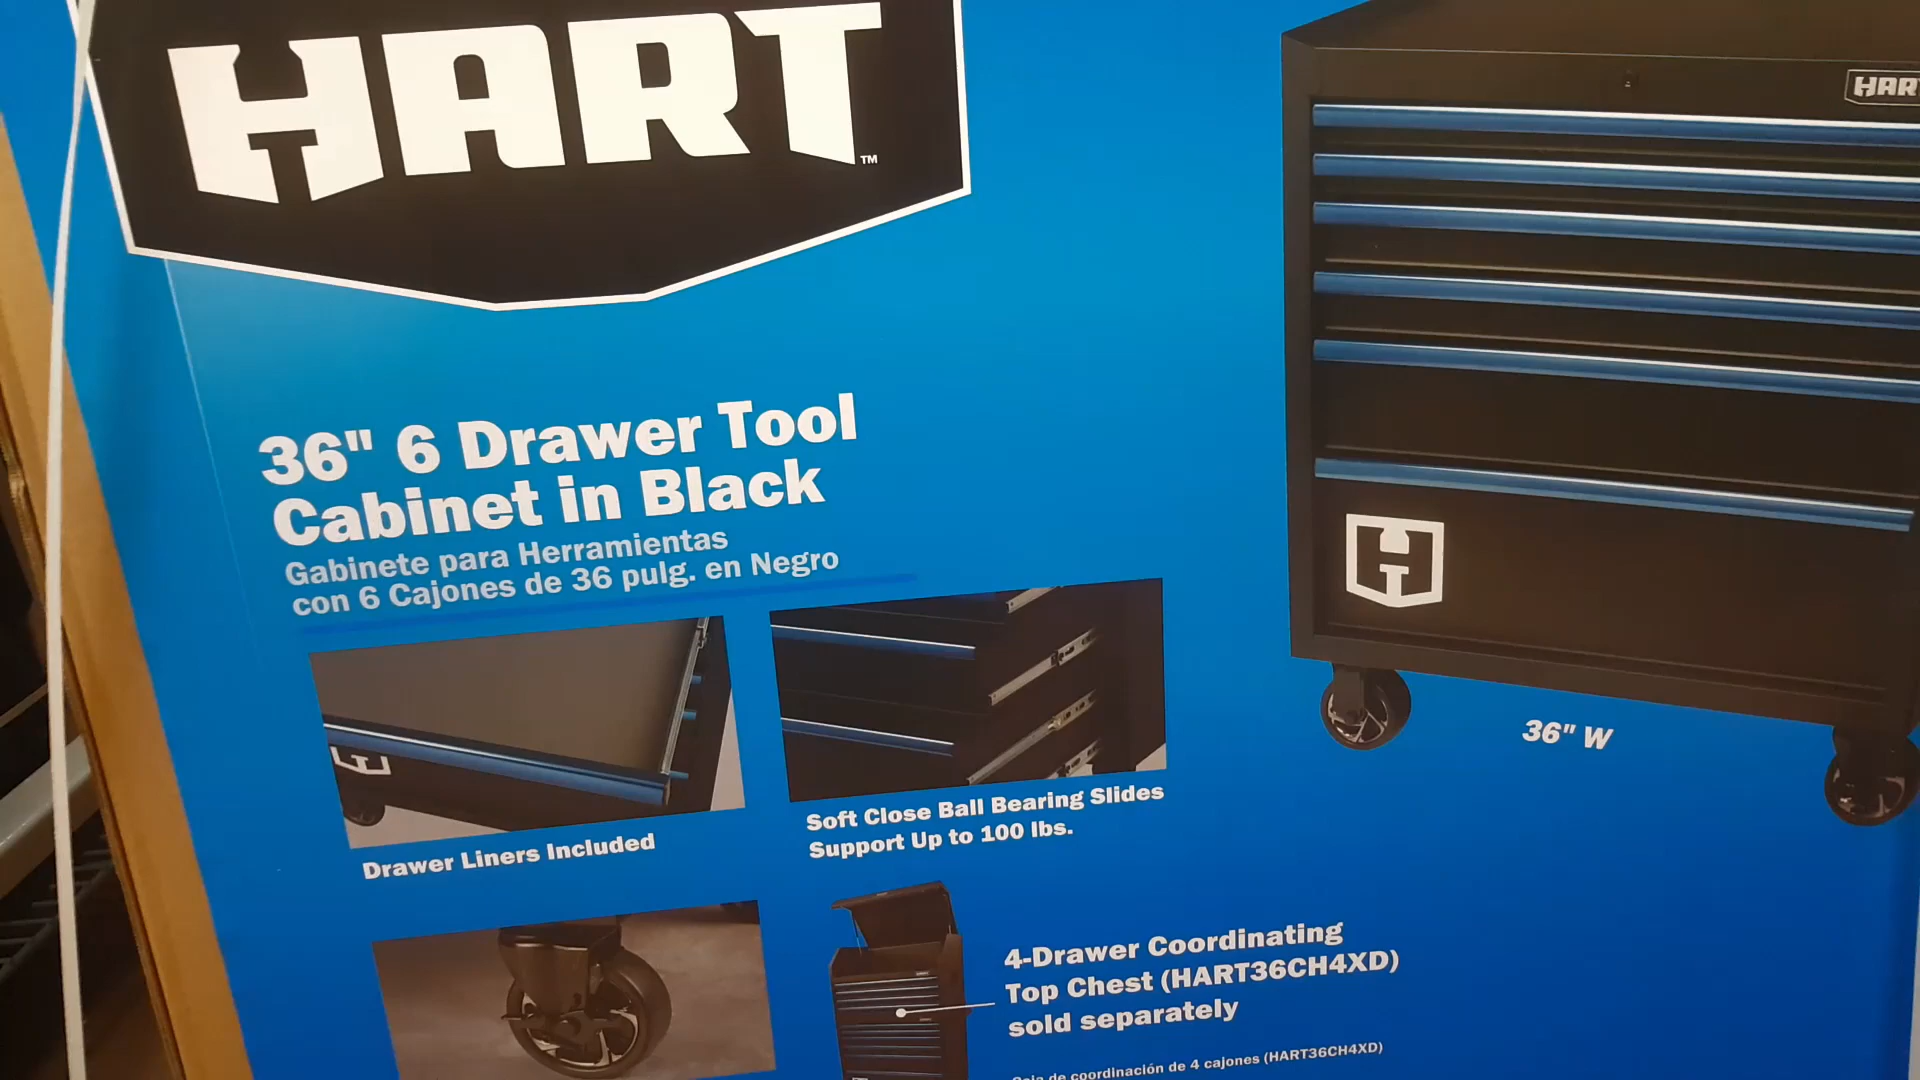 HART™
HART
36" 6 Drawer Tool
Cabinet in Black
Gabinete para Herramientas
con 6 Cajones de 36 pulg. en Negro
36" W
Drawer Liners Included
Soft Close Ball Bearing Slides
Support Up to 100 lbs.
4-Drawer Coordinating
Top Chest (HART36CH4XD)
sold separately
de coordinación de 4 cajones (HART36CH4XD)